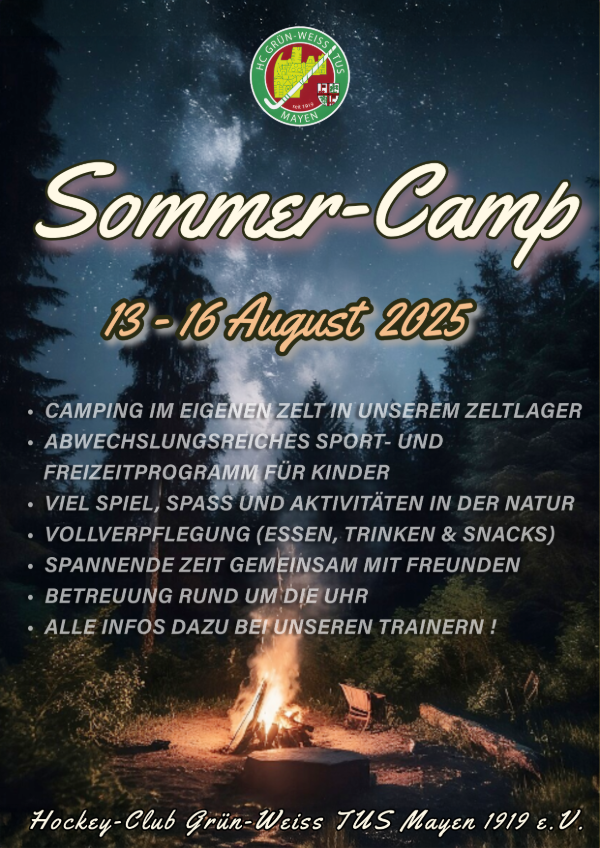 HC GRÜN-WEISS TUS
seit 1919
MAYEN
Sommer-Camp
13 - 16 August 2025
• CAMPING IM EIGENEN ZELT IN UNSEREM ZELTLAGER
• ABWECHSLUNGSREICHES SPORT- UND
FREIZEITPROGRAMM FÜR KINDER
• VIEL SPIEL, SPASS UND AKTIVITÄTEN IN DER NATUR
• VOLLVERPFLEGUNG (ESSEN, TRINKEN & SNACKS)
• SPANNENDE ZEIT GEMEINSAM MIT FREUNDEN
• BETREUUNG RUND UM DIE UHR
• ALLE INFOS DAZU BEI UNSEREN TRAINERN !
Hockey-Club Grün-Weiss TUS Mayen 1919 e.V.